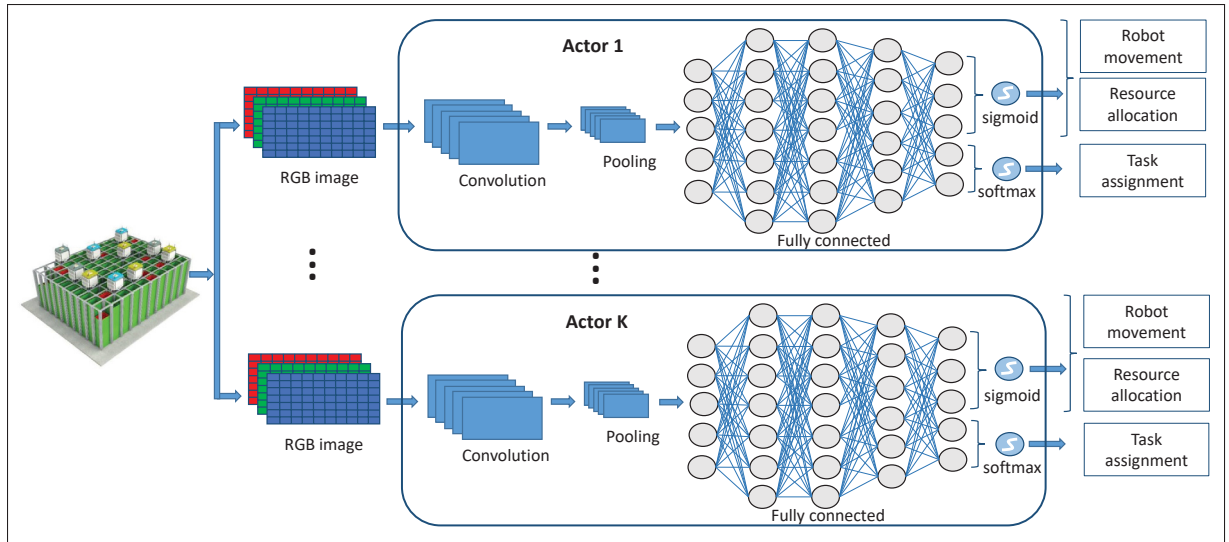 Actor 1
RGB image
Convolution
Pooling
Fully connected
sigmoid
softmax
Robot
movement
Resource
allocation
Task
assignment
Actor K
RGB image
Convolution
Pooling
Fully connected
sigmoid
softmax
Robot
movement
Resource
allocation
Task
assignment